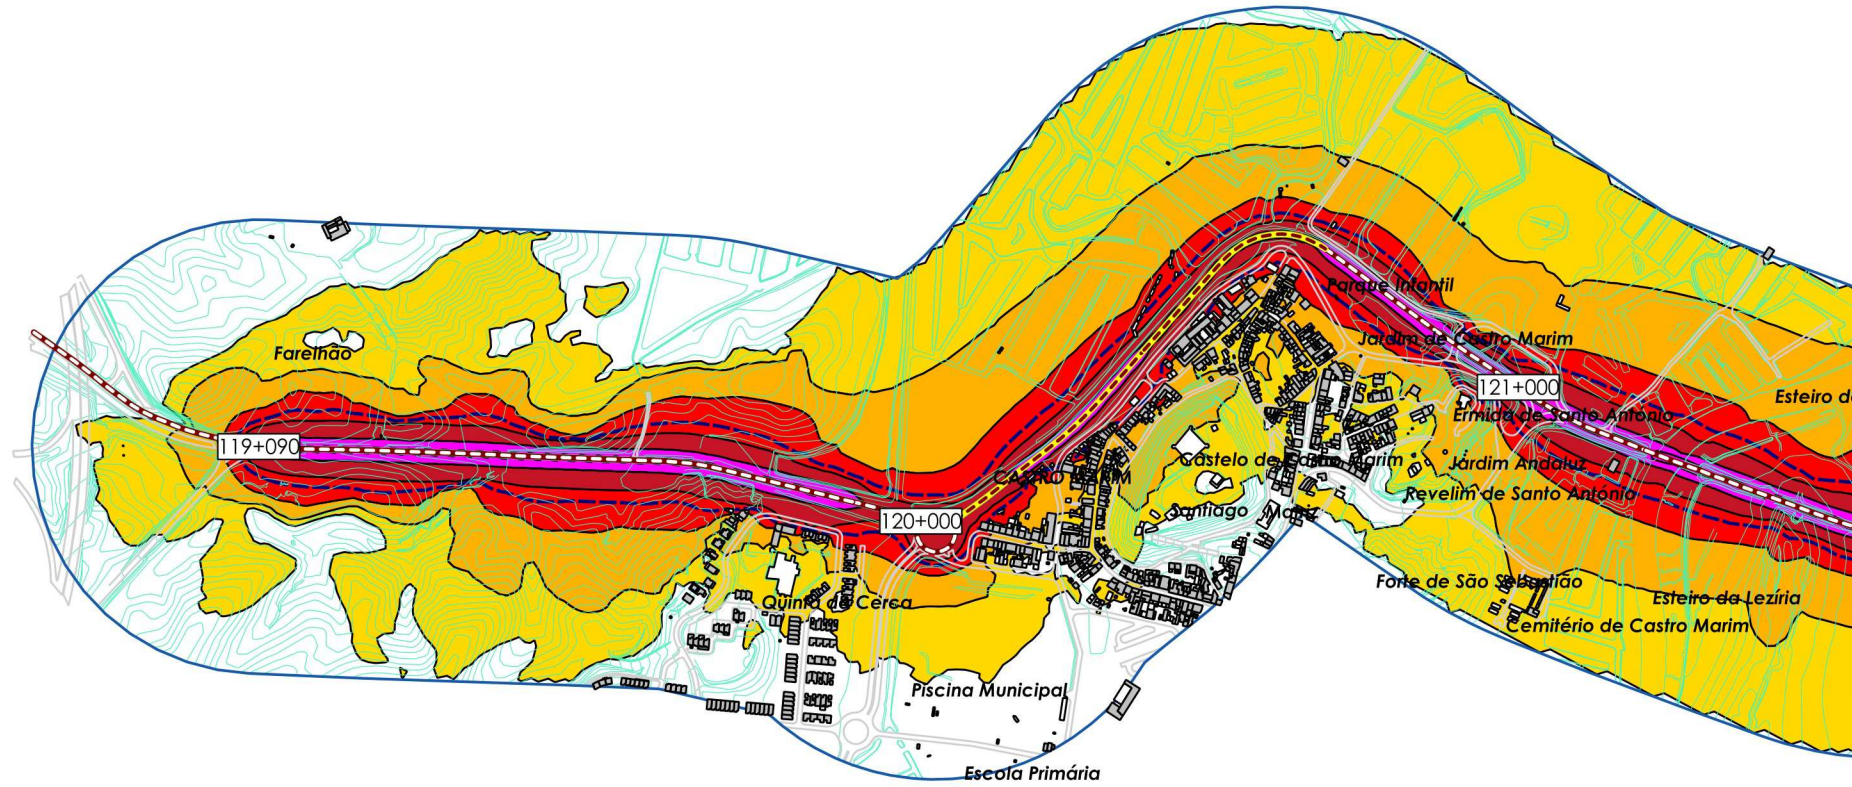 Parque Infantil
Jardim de Castro Marim
Farelhão
121+000
Esteiro d
Ermida de Santo António
119+090
Castelo de Castro Marim
Jardim Andaluz
CASTRO MARIM
Revelim de Santo António
Santiago Matriz
120+000
Forte de São Sebastião
Esteiro da Lezíria
Quinta da Cerca
Cemitério de Castro Marim
Piscina Municipal
Escola Primária